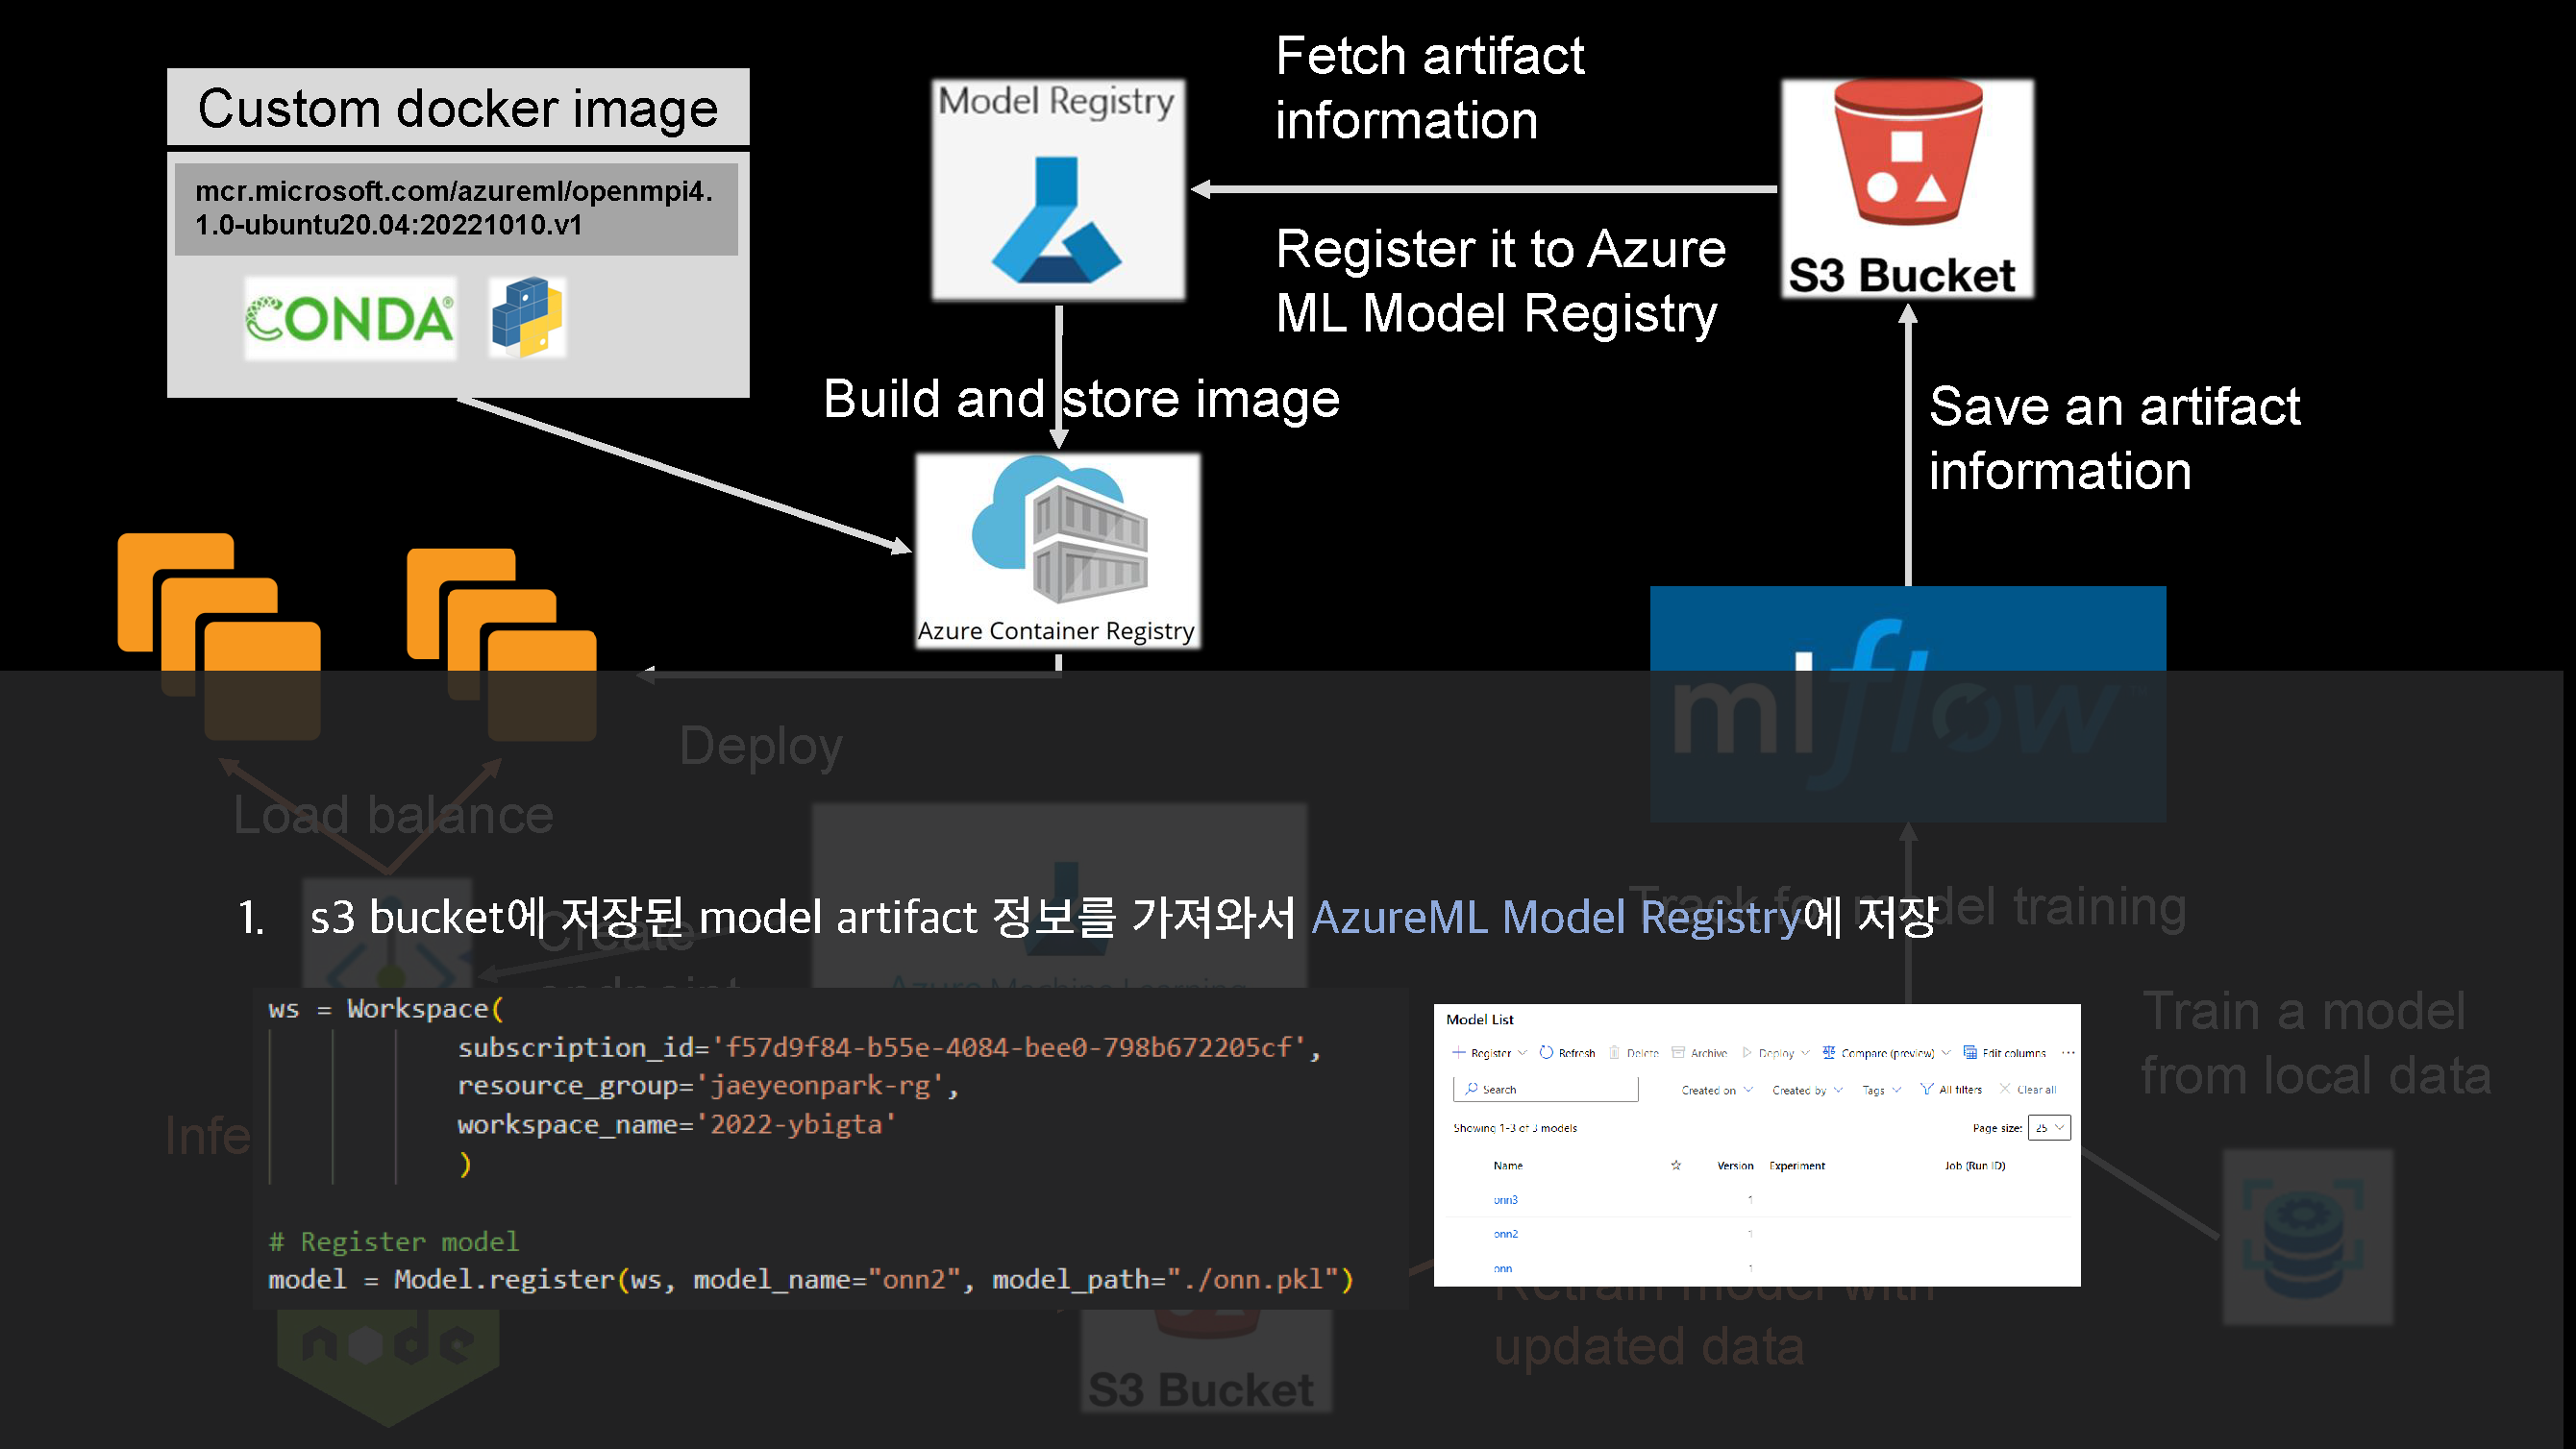 Custom docker image
mcr.microsoft.com/azureml/openmpi4.
1.0-ubuntu20.04:20221010.v1
CONDA®
Model Registry
Fetch artifact
information
Register it to Azure
ML Model Registry
S3 Bucket
Build and store image
Save an artifact
information
Azure Container Registry
mlflow
Deploy
Load balance
Track for model training
1. s3 bucket에 저장된 model artifact 정보를 가져와서 AzureML Model Registry에 저장
Create
endpoint
Azure Machine Learning
Train a model
from local data
ws = Workspace(
subscription_id='f57d9f84-b55e-4084-bee0-798b672205cf',
resource_group='jaeyeonpark-rg',
workspace_name='2022-ybigta'
)
# Register model
model = Model.register(ws, model_name="onn2", model_path="./onn.pkl")
Model List
Register Refresh Delete Archive Deploy Compare (preview) Edit columns ...
Search Created on Created by Tags All filters Clear all
Showing 1-3 of 3 models Page size: 25
Name Version Experiment Job (Run ID)
onn3 1
onn2 1
onn 1
Infe
Retrain model with
updated data
node
S3 Bucket